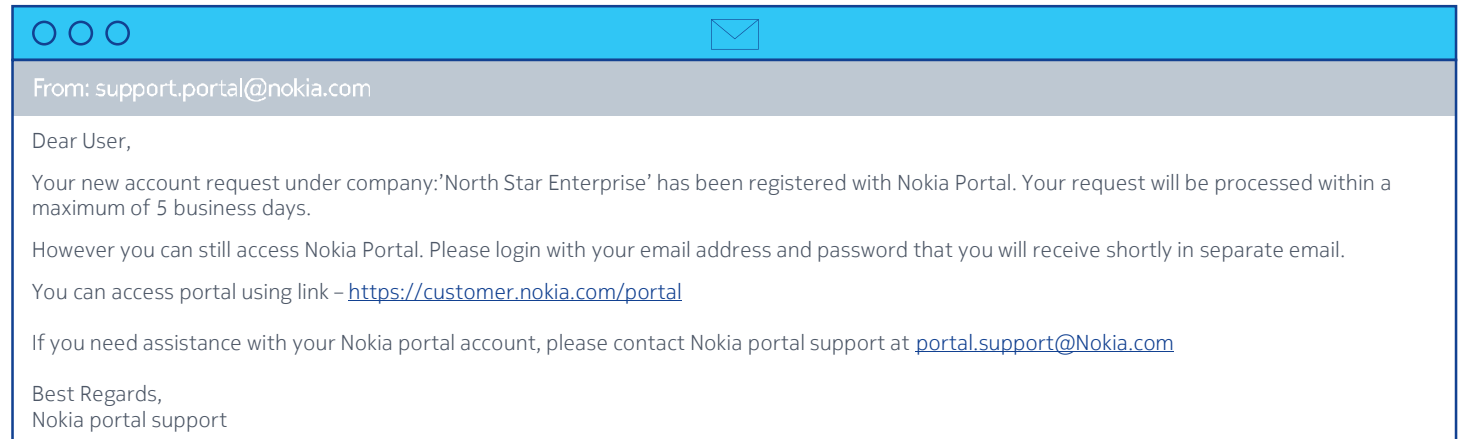 From: support.portal@nokia.com
Dear User,
Your new account request under company:’North Star Enterprise’ has been registered with Nokia Portal. Your request will be processed within a
maximum of 5 business days.
However you can still access Nokia Portal. Please login with your email address and password that you will receive shortly in separate email.
You can access portal using link – https://customer.nokia.com/portal
If you need assistance with your Nokia portal account, please contact Nokia portal support at portal.support@Nokia.com
Best Regards,
Nokia portal support